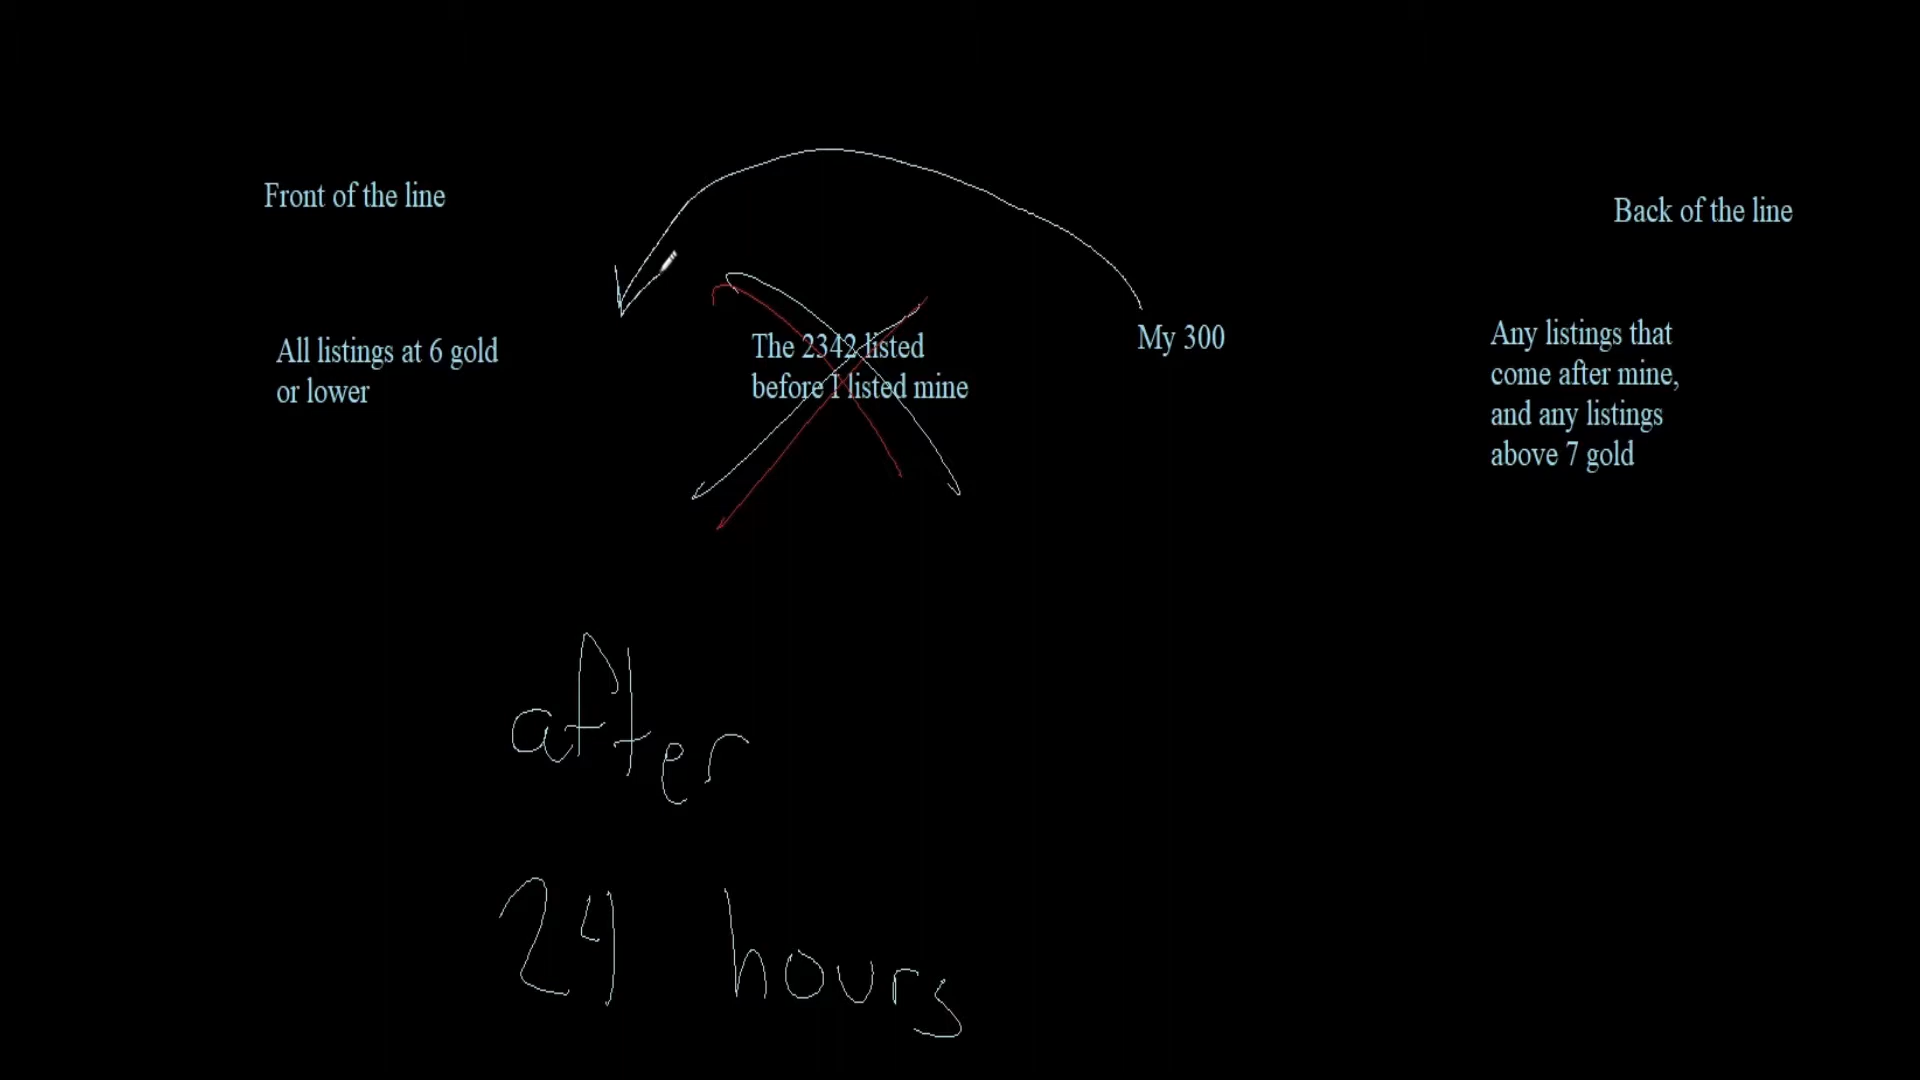 Front of the line
Back of the line
All listings at 6 gold
or lower
The 2342 listed
before I listed mine
My 300
Any listings that
come after mine,
and any listings
above 7 gold
after
24 hours